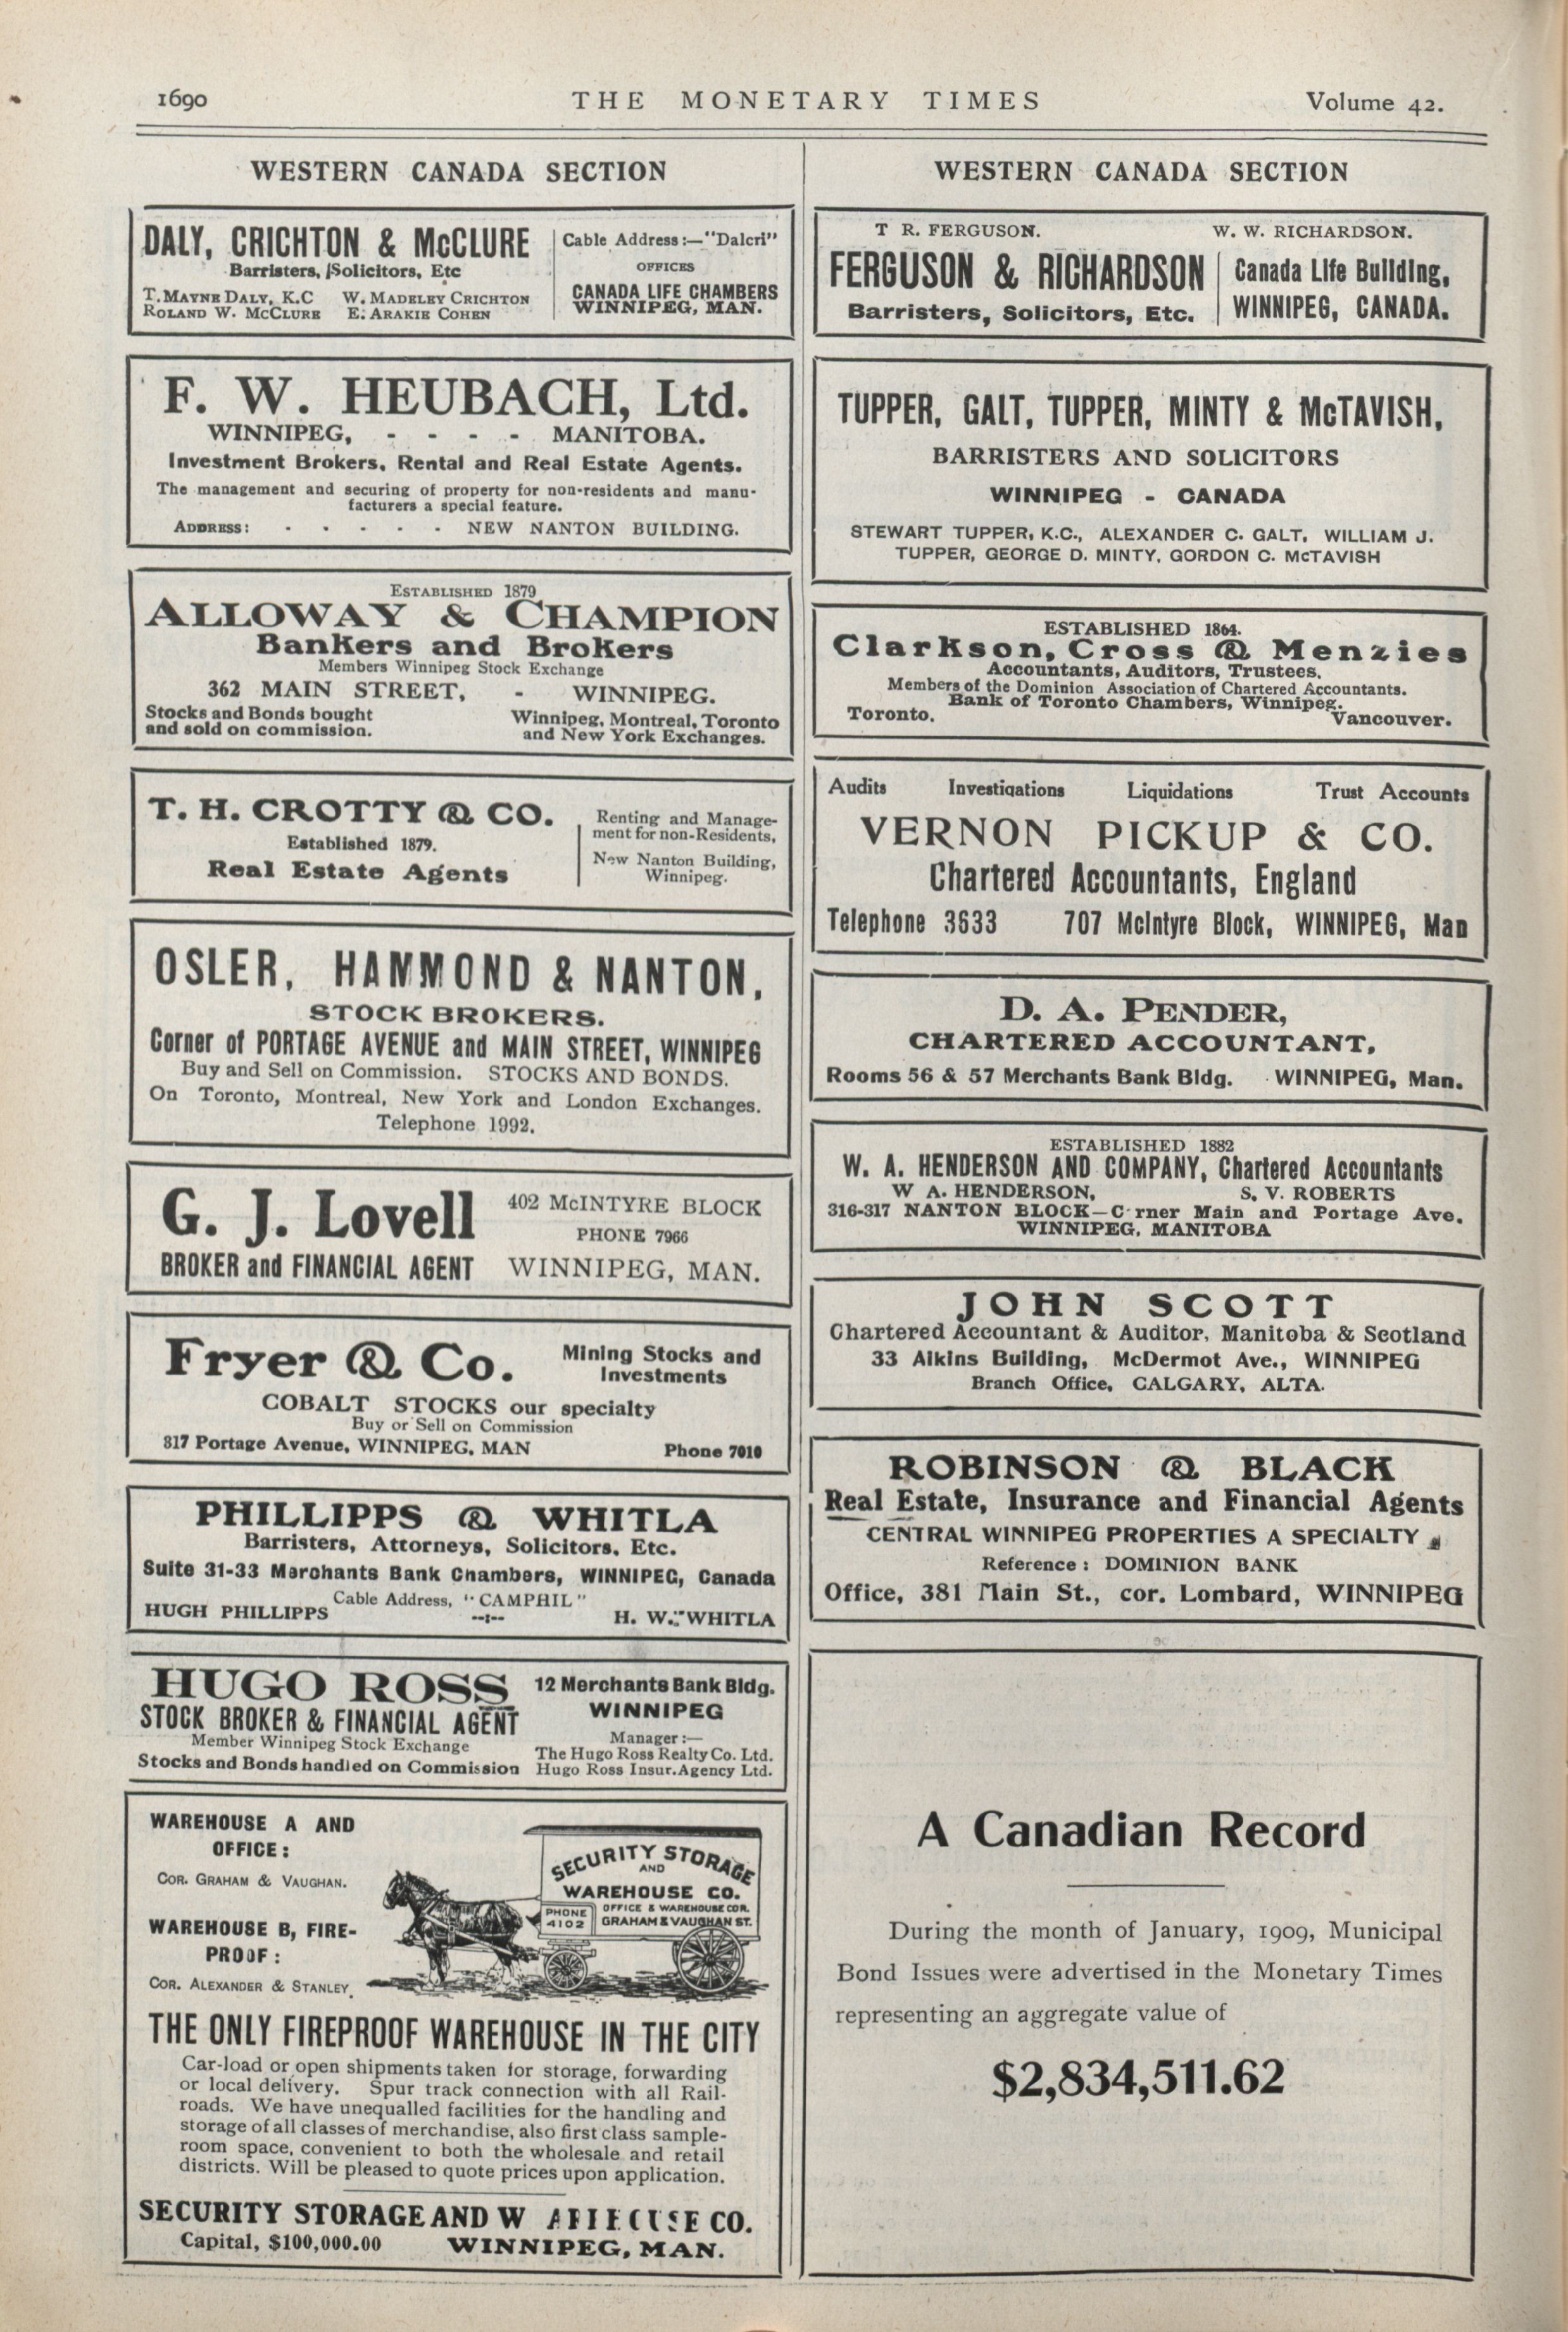 1690
THE MONETARY TIMES
Volume 42.
WESTERN CANADA SECTION
DALY, CRICHTON & McCLURE
Barristers, Solicitors, Etc
T. MAYNE DALY, K.C W. MADELEY CRICHTON
ROLAND W. McCLURE E. ARAKIE COHEN
Cable Address:—"Dalcri"
OFFICES
CANADA LIFE CHAMBERS
WINNIPEG, MAN.
F. W. HEUBACH, Ltd.
WINNIPEG, - - - - MANITOBA.
Investment Brokers, Rental and Real Estate Agents.
The management and securing of property for non-residents and manu-
facturers a special feature.
ADDRESS: - - - - - NEW NANTON BUILDING.
ESTABLISHED 1879
ALLOWAY & CHAMPION
Bankers and Brokers
Members Winnipeg Stock Exchange
362 MAIN STREET, - WINNIPEG.
Stocks and Bonds bought
and sold on commission.
Winnipeg, Montreal, Toronto
and New York Exchanges.
T. H. CROTTY & CO.
Established 1879.
Real Estate Agents
Renting and Manage-
ment for non-Residents,
New Nanton Building,
Winnipeg.
OSLER, HAMMOND & NANTON,
STOCK BROKERS.
Corner of PORTAGE AVENUE and MAIN STREET, WINNIPEG
Buy and Sell on Commission. STOCKS AND BONDS.
On Toronto, Montreal, New York and London Exchanges.
Telephone 1992.
G. J. Lovell
BROKER and FINANCIAL AGENT
402 McINTYRE BLOCK
PHONE 7966
WINNIPEG, MAN.
Fryer & Co.
Mining Stocks and
Investments
COBALT STOCKS our specialty
Buy or Sell on Commission
317 Portage Avenue, WINNIPEG, MAN Phone 7010
PHILLIPPS & WHITLA
Barristers, Attorneys, Solicitors, Etc.
Suite 31-33 Merchants Bank Chambers, WINNIPEG, Canada
Cable Address, "CAMPHIL"
HUGH PHILLIPPS --:-- H. W. WHITLA
HUGO ROSS
STOCK BROKER & FINANCIAL AGENT
Member Winnipeg Stock Exchange
Stocks and Bonds handled on Commission
12 Merchants Bank Bldg.
WINNIPEG
Manager:—
The Hugo Ross Realty Co. Ltd.
Hugo Ross Insur. Agency Ltd.
WAREHOUSE A AND
OFFICE:
COR. GRAHAM & VAUGHAN.
WAREHOUSE B, FIRE-
PROOF:
COR. ALEXANDER & STANLEY.
SECURITY STORAGE
AND
WAREHOUSE CO.
PHONE
4102
OFFICE & WAREHOUSE COR.
GRAHAM & VAUGHAN ST.
THE ONLY FIREPROOF WAREHOUSE IN THE CITY
Car-load or open shipments taken for storage, forwarding
or local delivery. Spur track connection with all Rail-
roads. We have unequalled facilities for the handling and
storage of all classes of merchandise, also first class sample-
room space, convenient to both the wholesale and retail
districts. Will be pleased to quote prices upon application.
SECURITY STORAGE AND WAREHOUSE CO.
Capital, $100,000.00 WINNIPEG, MAN.
WESTERN CANADA SECTION
T R. FERGUSON. W. W. RICHARDSON.
FERGUSON & RICHARDSON
Barristers, Solicitors, Etc.
Canada Life Building,
WINNIPEG, CANADA.
TUPPER, GALT, TUPPER, MINTY & McTAVISH,
BARRISTERS AND SOLICITORS
WINNIPEG - CANADA
STEWART TUPPER, K.C., ALEXANDER C. GALT, WILLIAM J.
TUPPER, GEORGE D. MINTY, GORDON C. McTAVISH
ESTABLISHED 1864.
Clarkson, Cross & Menzies
Accountants, Auditors, Trustees.
Members of the Dominion Association of Chartered Accountants.
Bank of Toronto Chambers, Winnipeg.
Toronto. Vancouver.
Audits Investigations Liquidations Trust Accounts
VERNON PICKUP & CO.
Chartered Accountants, England
Telephone 3633 707 McIntyre Block, WINNIPEG, Man
D. A. PENDER,
CHARTERED ACCOUNTANT,
Rooms 56 & 57 Merchants Bank Bldg. WINNIPEG, Man.
ESTABLISHED 1882
W. A. HENDERSON AND COMPANY, Chartered Accountants
W A. HENDERSON, S. V. ROBERTS
316-317 NANTON BLOCK—C rner Main and Portage Ave.
WINNIPEG, MANITOBA
JOHN SCOTT
Chartered Accountant & Auditor, Manitoba & Scotland
33 Aikins Building, McDermot Ave., WINNIPEG
Branch Office, CALGARY, ALTA.
ROBINSON & BLACK
Real Estate, Insurance and Financial Agents
CENTRAL WINNIPEG PROPERTIES A SPECIALTY
Reference: DOMINION BANK
Office, 381 Main St., cor. Lombard, WINNIPEG
A Canadian Record
During the month of January, 1909, Municipal
Bond Issues were advertised in the Monetary Times
representing an aggregate value of
$2,834,511.62